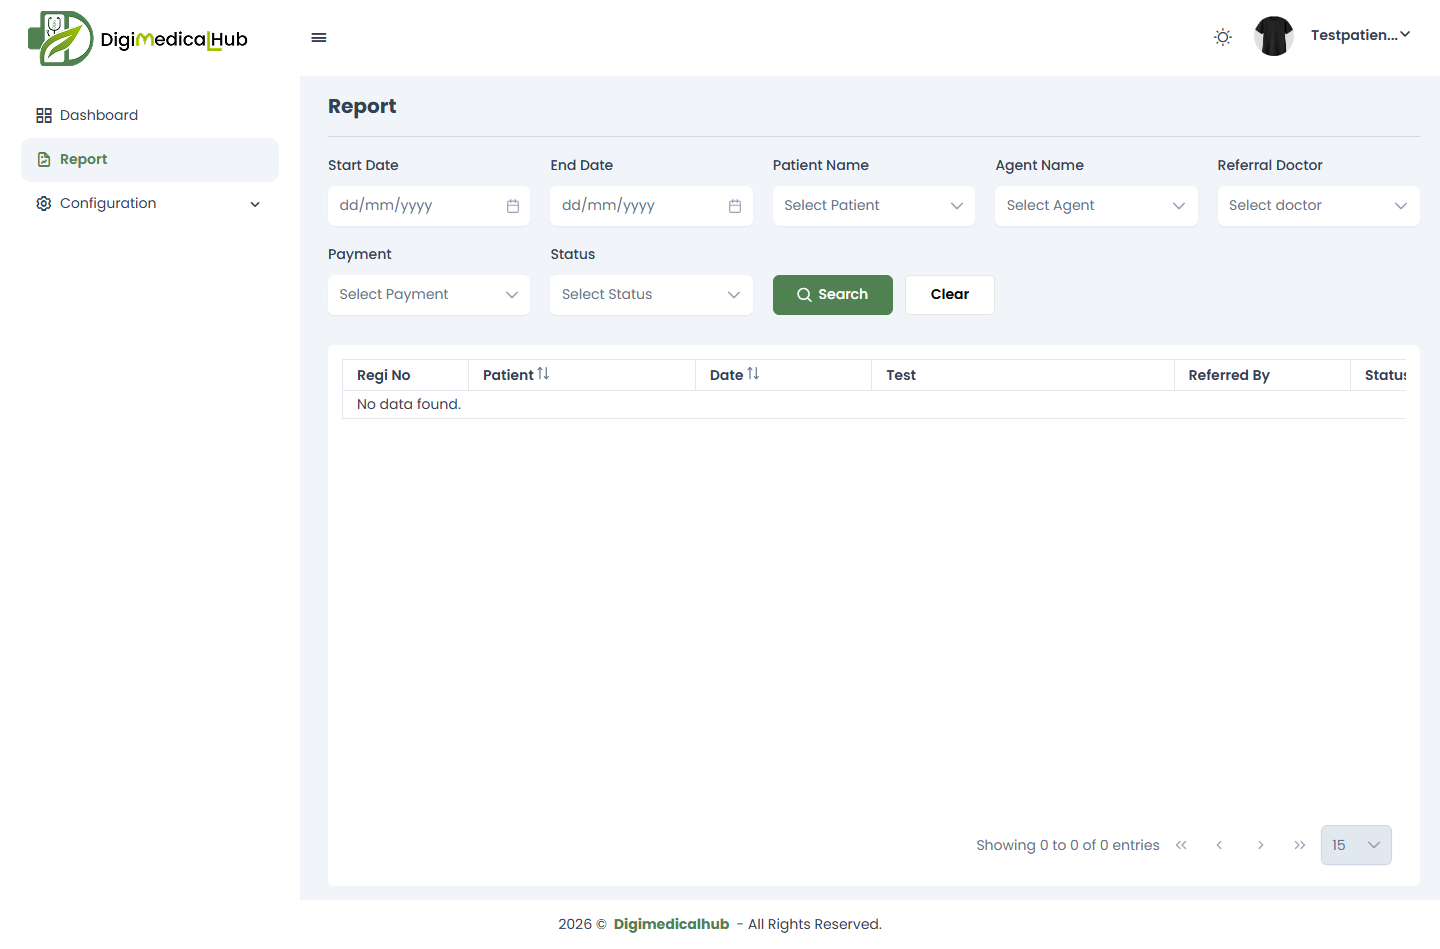 DigiMedicalHub
Testpatien...
Dashboard
Report
Configuration
Report
Start Date
End Date
Patient Name
Agent Name
Referral Doctor
dd/mm/yyyy
dd/mm/yyyy
Select Patient
Select Agent
Select doctor
Payment
Status
Select Payment
Select Status
Search
Clear
Regi No
Patient
Date
Test
Referred By
Status
No data found.
Showing 0 to 0 of 0 entries
15
2026 © Digimedicalhub - All Rights Reserved.